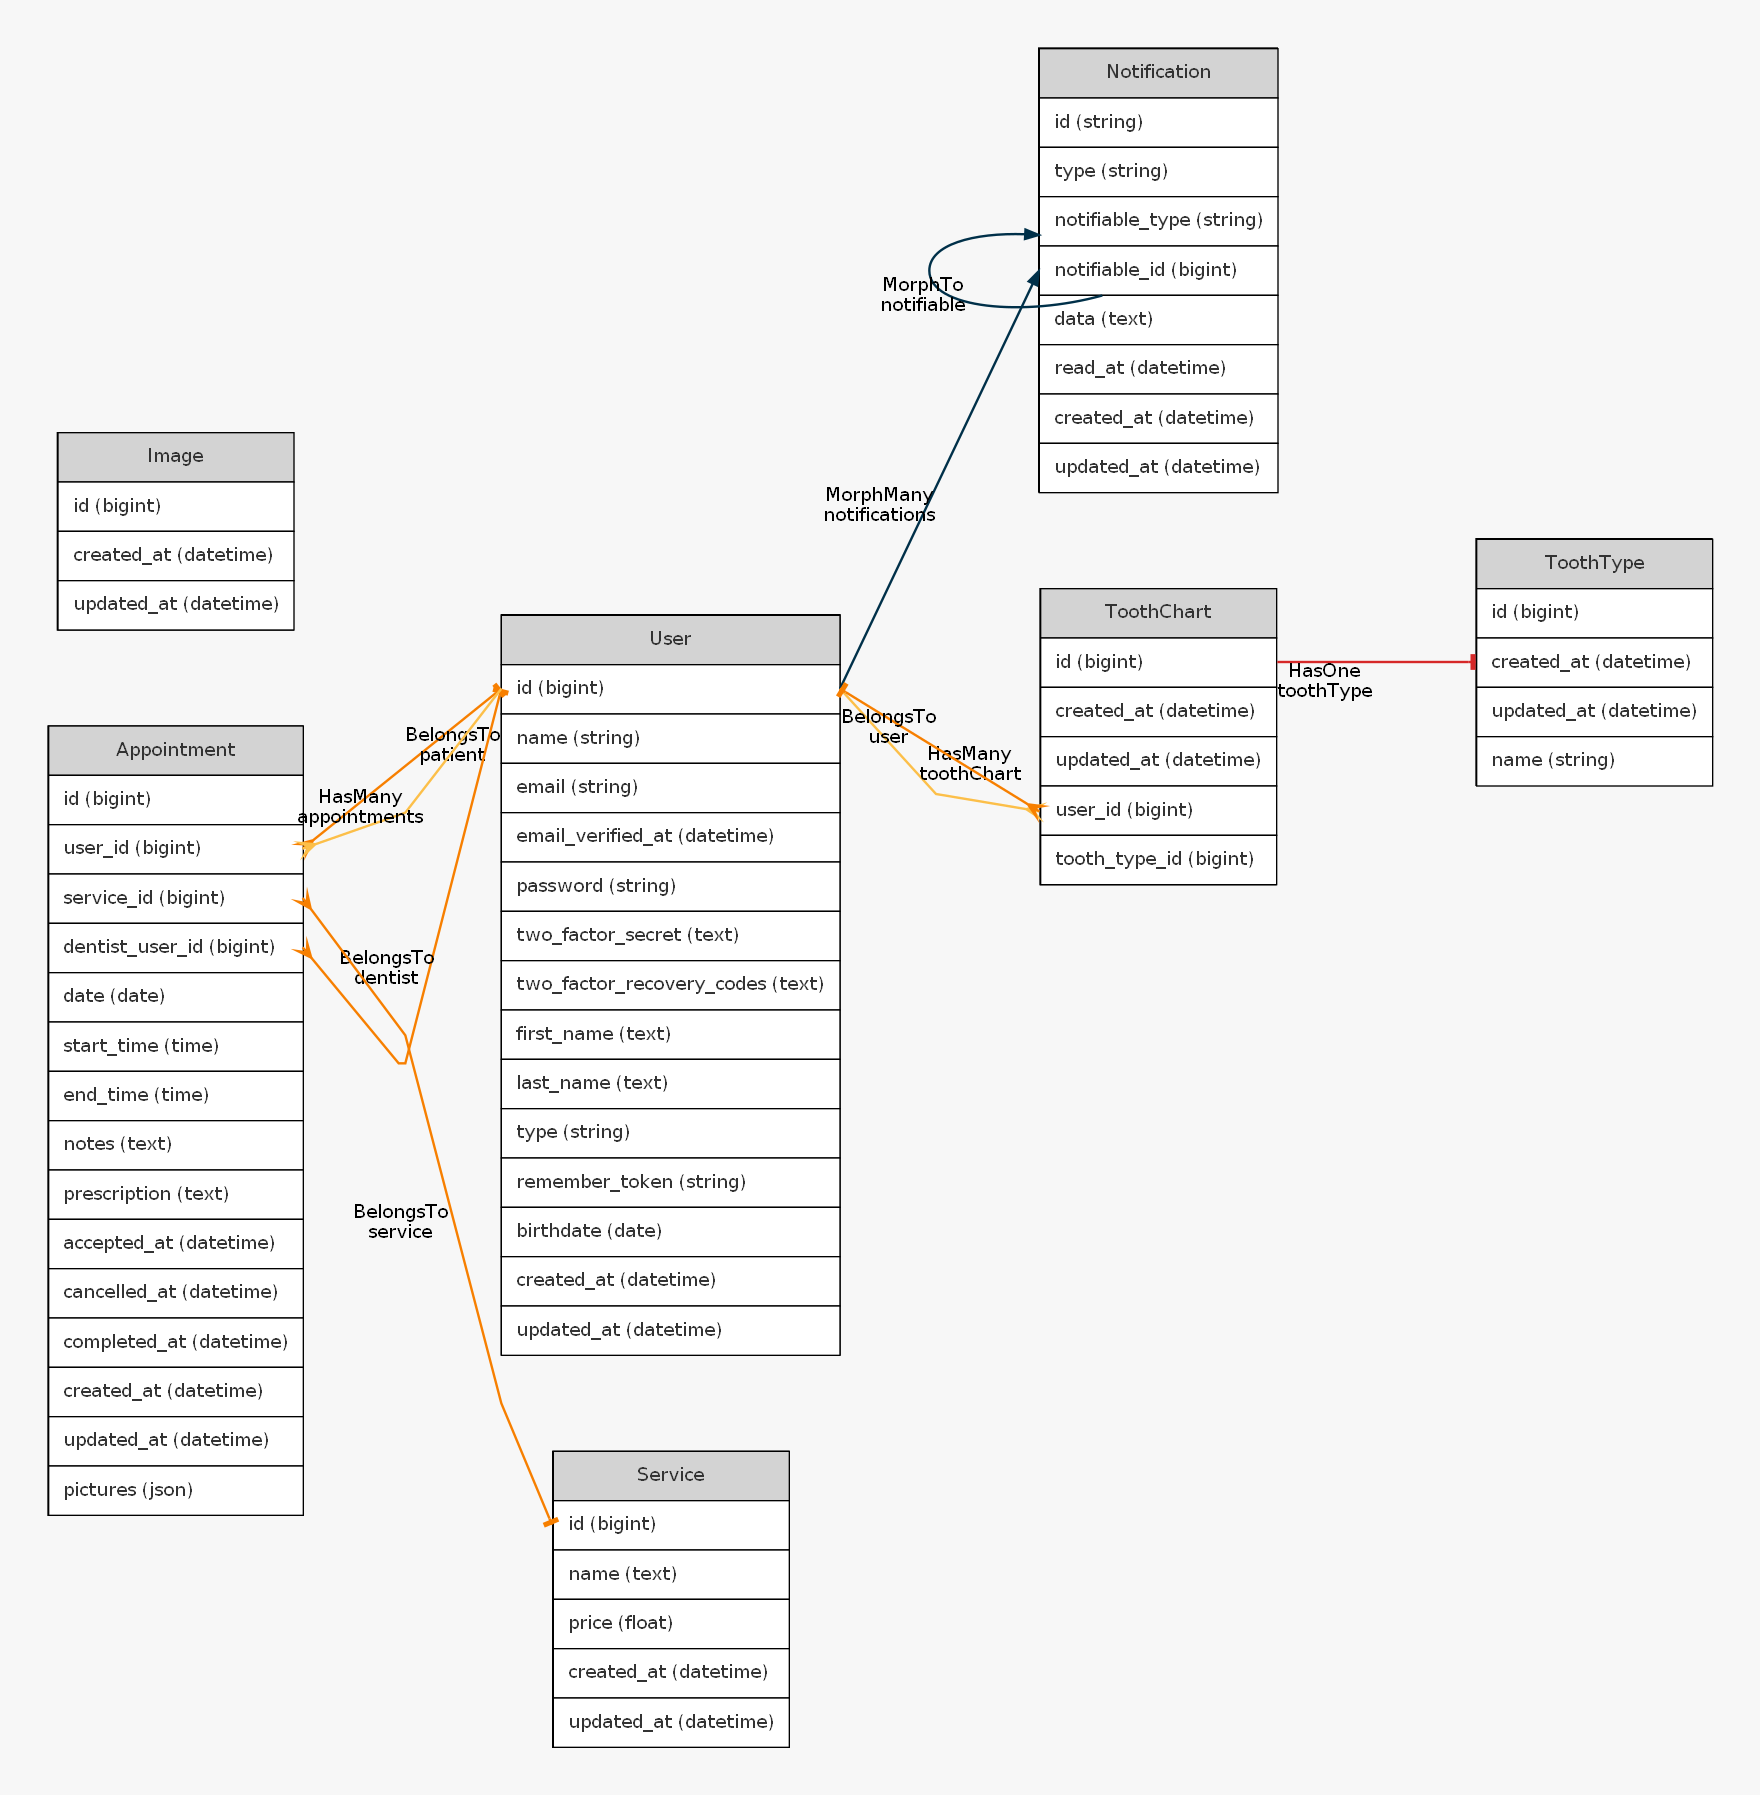 Notification
id (string)
type (string)
notifiable_type (string)
notifiable_id (bigint)
data (text)
read_at (datetime)
created_at (datetime)
updated_at (datetime)
MorphTo
notifiable
MorphMany
notifications
Image
id (bigint)
created_at (datetime)
updated_at (datetime)
ToothType
id (bigint)
created_at (datetime)
updated_at (datetime)
name (string)
ToothChart
id (bigint)
created_at (datetime)
updated_at (datetime)
user_id (bigint)
tooth_type_id (bigint)
HasOne
toothType
BelongsTo
user
HasMany
toothChart
User
id (bigint)
name (string)
email (string)
email_verified_at (datetime)
password (string)
two_factor_secret (text)
two_factor_recovery_codes (text)
first_name (text)
last_name (text)
type (string)
remember_token (string)
birthdate (date)
created_at (datetime)
updated_at (datetime)
BelongsTo
patient
HasMany
appointments
BelongsTo
dentist
BelongsTo
service
Appointment
id (bigint)
user_id (bigint)
service_id (bigint)
dentist_user_id (bigint)
date (date)
start_time (time)
end_time (time)
notes (text)
prescription (text)
accepted_at (datetime)
cancelled_at (datetime)
completed_at (datetime)
created_at (datetime)
updated_at (datetime)
pictures (json)
Service
id (bigint)
name (text)
price (float)
created_at (datetime)
updated_at (datetime)